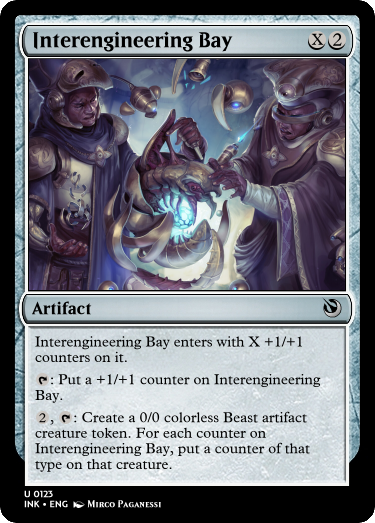 Interengineering Bay X 2
Artifact
Interengineering Bay enters with X +1/+1
counters on it.
: Put a +1/+1 counter on Interengineering
Bay.
2, : Create a 0/0 colorless Beast artifact
creature token. For each counter on
Interengineering Bay, put a counter of that
type on that creature.
U 0123
INK • ENG Mirco Paganessi